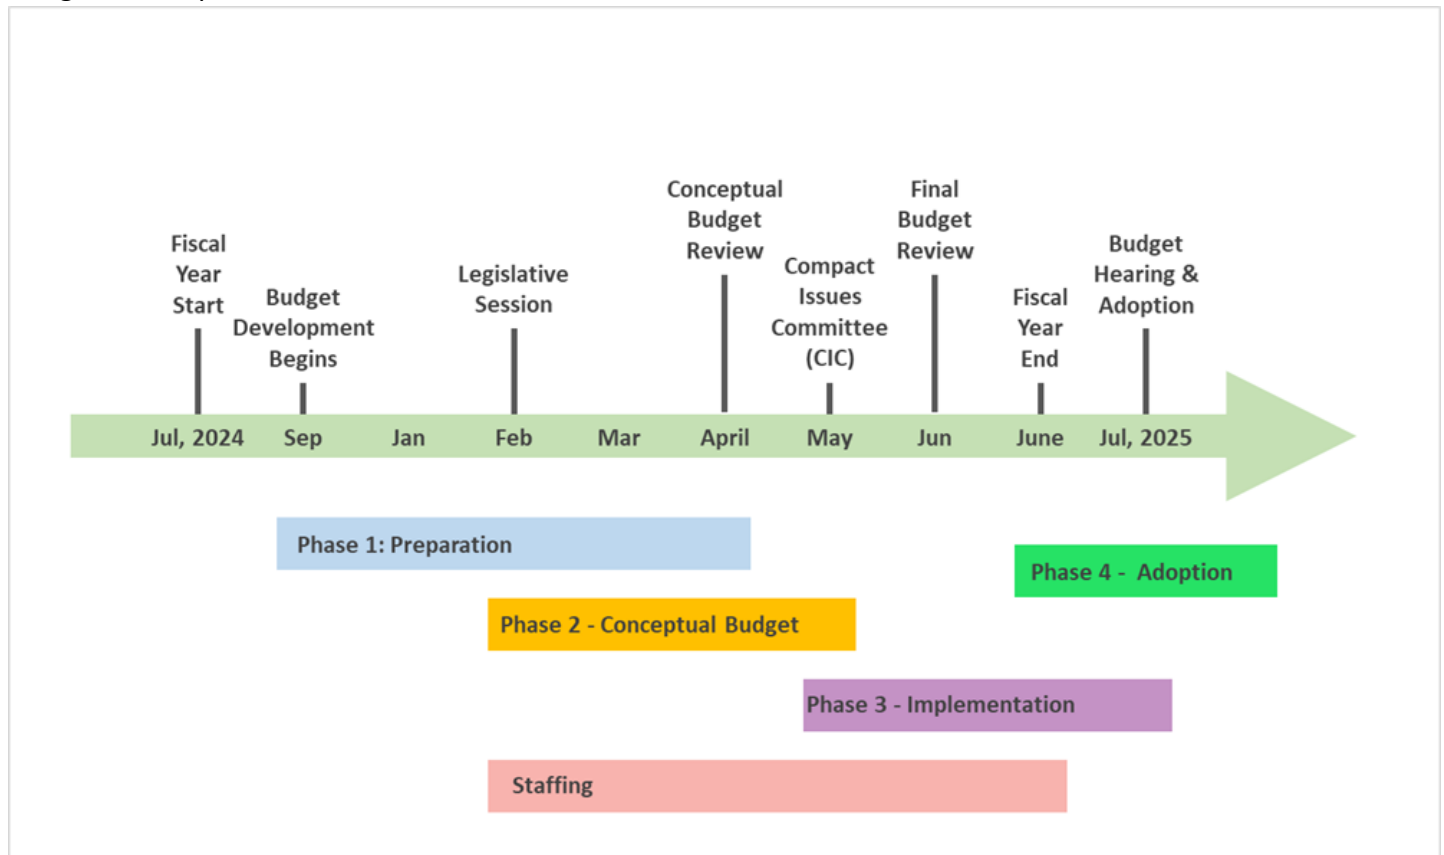 Fiscal
Year
Start
Budget
Development
Begins
Legislative
Session
Conceptual
Budget
Review
Compact
Issues
Committee
(CIC)
Final
Budget
Review
Fiscal
Year
End
Budget
Hearing &
Adoption
Jul, 2024 Sep Jan Feb Mar April May Jun June Jul, 2025
Phase 1: Preparation
Phase 4 - Adoption
Phase 2 - Conceptual Budget
Phase 3 - Implementation
Staffing